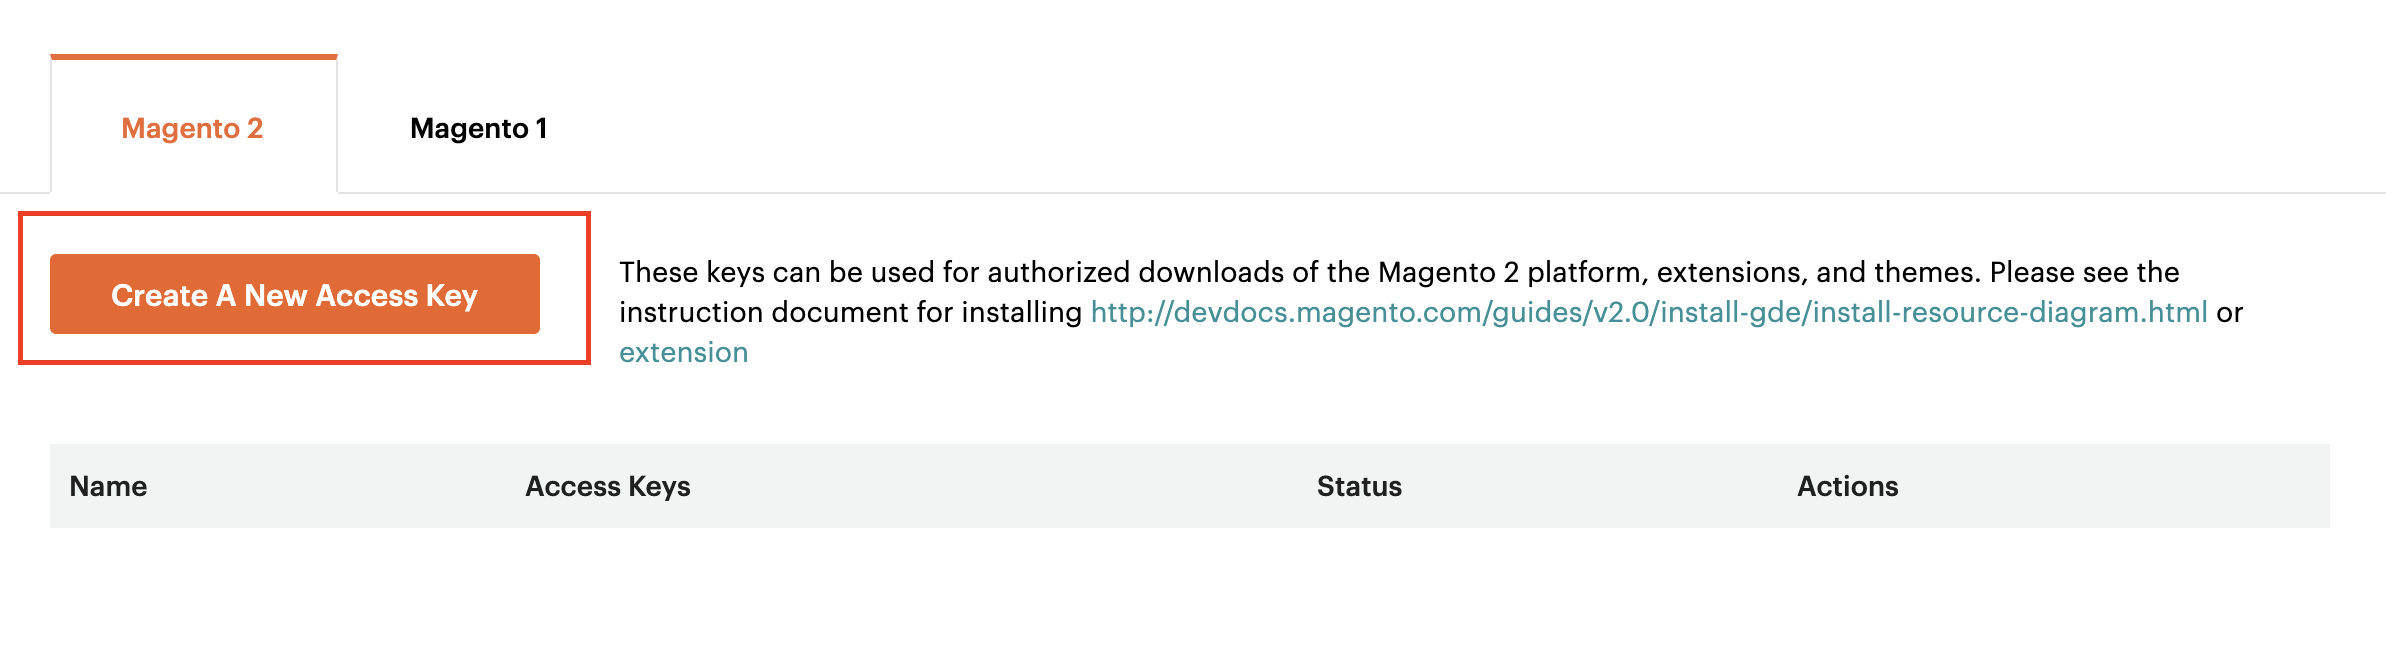 Magento 2
Magento 1
Create A New Access Key
These keys can be used for authorized downloads of the Magento 2 platform, extensions, and themes. Please see the
instruction document for installing http://devdocs.magento.com/guides/v2.0/install-gde/install-resource-diagram.html or
extension
Name Access Keys Status Actions